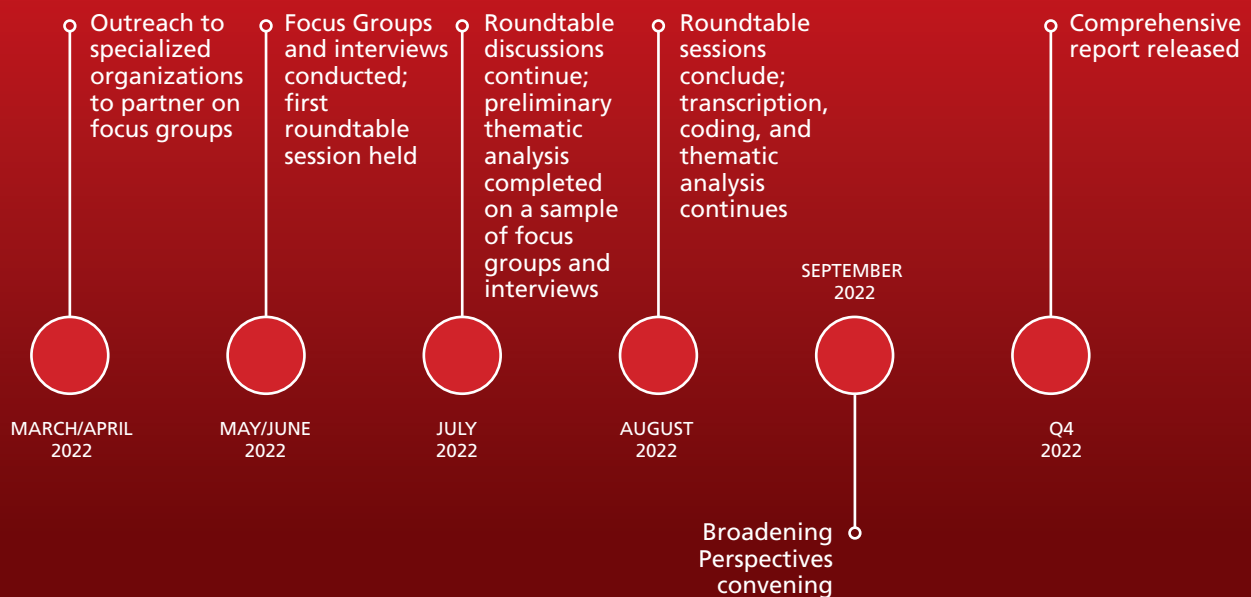 Outreach to
specialized
organizations
to partner on
focus groups
MARCH/APRIL
2022
Focus Groups
and interviews
conducted;
first
roundtable
session held
MAY/JUNE
2022
Roundtable
discussions
continue;
preliminary
thematic
analysis
completed
on a sample
of focus
groups and
interviews
JULY
2022
Roundtable
sessions
conclude;
transcription,
coding, and
thematic
analysis
continues
AUGUST
2022
SEPTEMBER
2022
Broadening
Perspectives
convening
Comprehensive
report released
Q4
2022